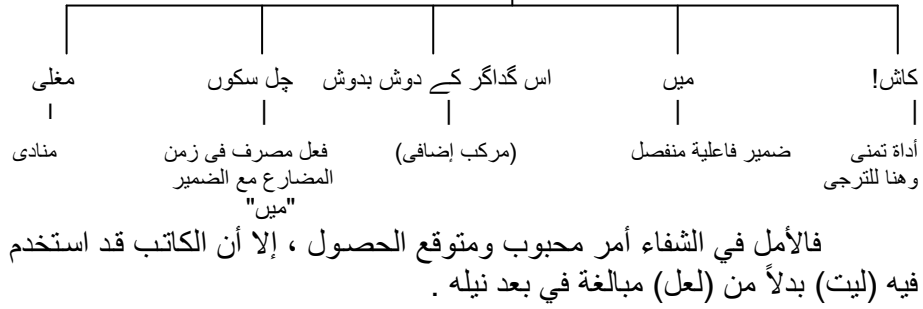 كاش! میں اس گداگر کے دوش بدوش چل سکوں مغلی
أداة تمنى ضمير فاعلية منفصل (مركب إضافى) فعل مصرف فى زمن منادى
وهنا للترجى المضارع مع الضمير
"میں"
فالأمل في الشفاء أمر محبوب ومتوقع الحصول ، إلا أن الكاتب قد استخدم
فيه (ليت) بدلاً من (لعل) مبالغة في بعد نيله .